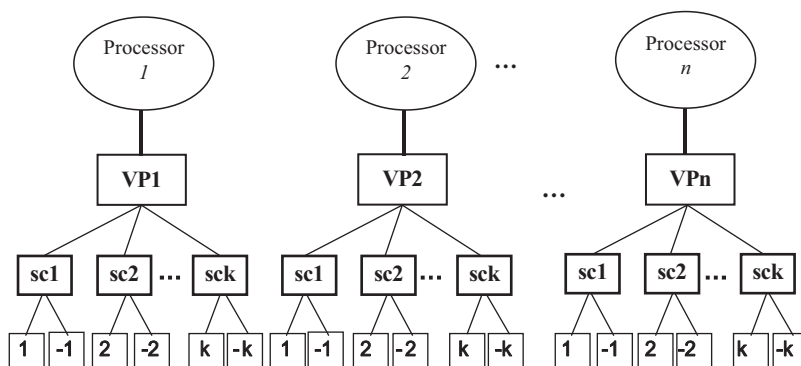 Processor Processor Processor
1 2 ... n
VP1 VP2 ... VPn
sc1 sc2 ... sck sc1 sc2 ... sck sc1 sc2 ... sck
1 -1 2 -2 k -k 1 -1 2 -2 k -k 1 -1 2 -2 k -k